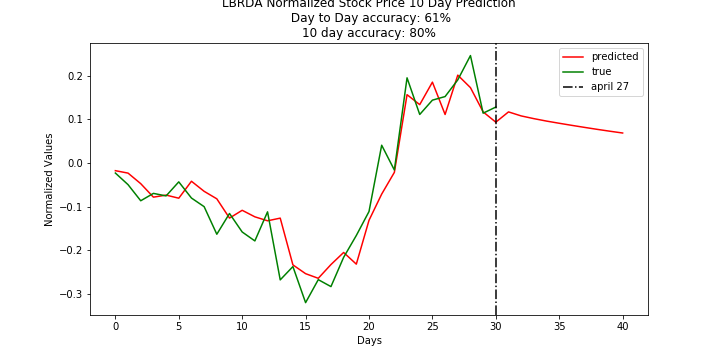 LBRDA Normalized Stock Price 10 Day Prediction
Day to Day accuracy: 61%
10 day accuracy: 80%
predicted
true
april 27
Normalized Values
0.2
0.1
0.0
−0.1
−0.2
−0.3
0 5 10 15 20 25 30 35 40
Days